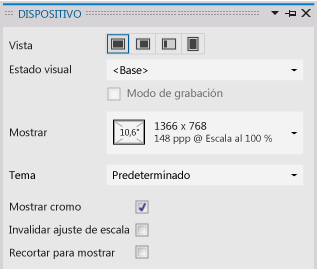 DISPOSITIVO
Vista
Estado visual
<Base>
Modo de grabación
Mostrar
10,6"
1366 x 768
148 ppp @ Escala al 100 %
Tema
Predeterminado
Mostrar cromo
Invalidar ajuste de escala
Recortar para mostrar